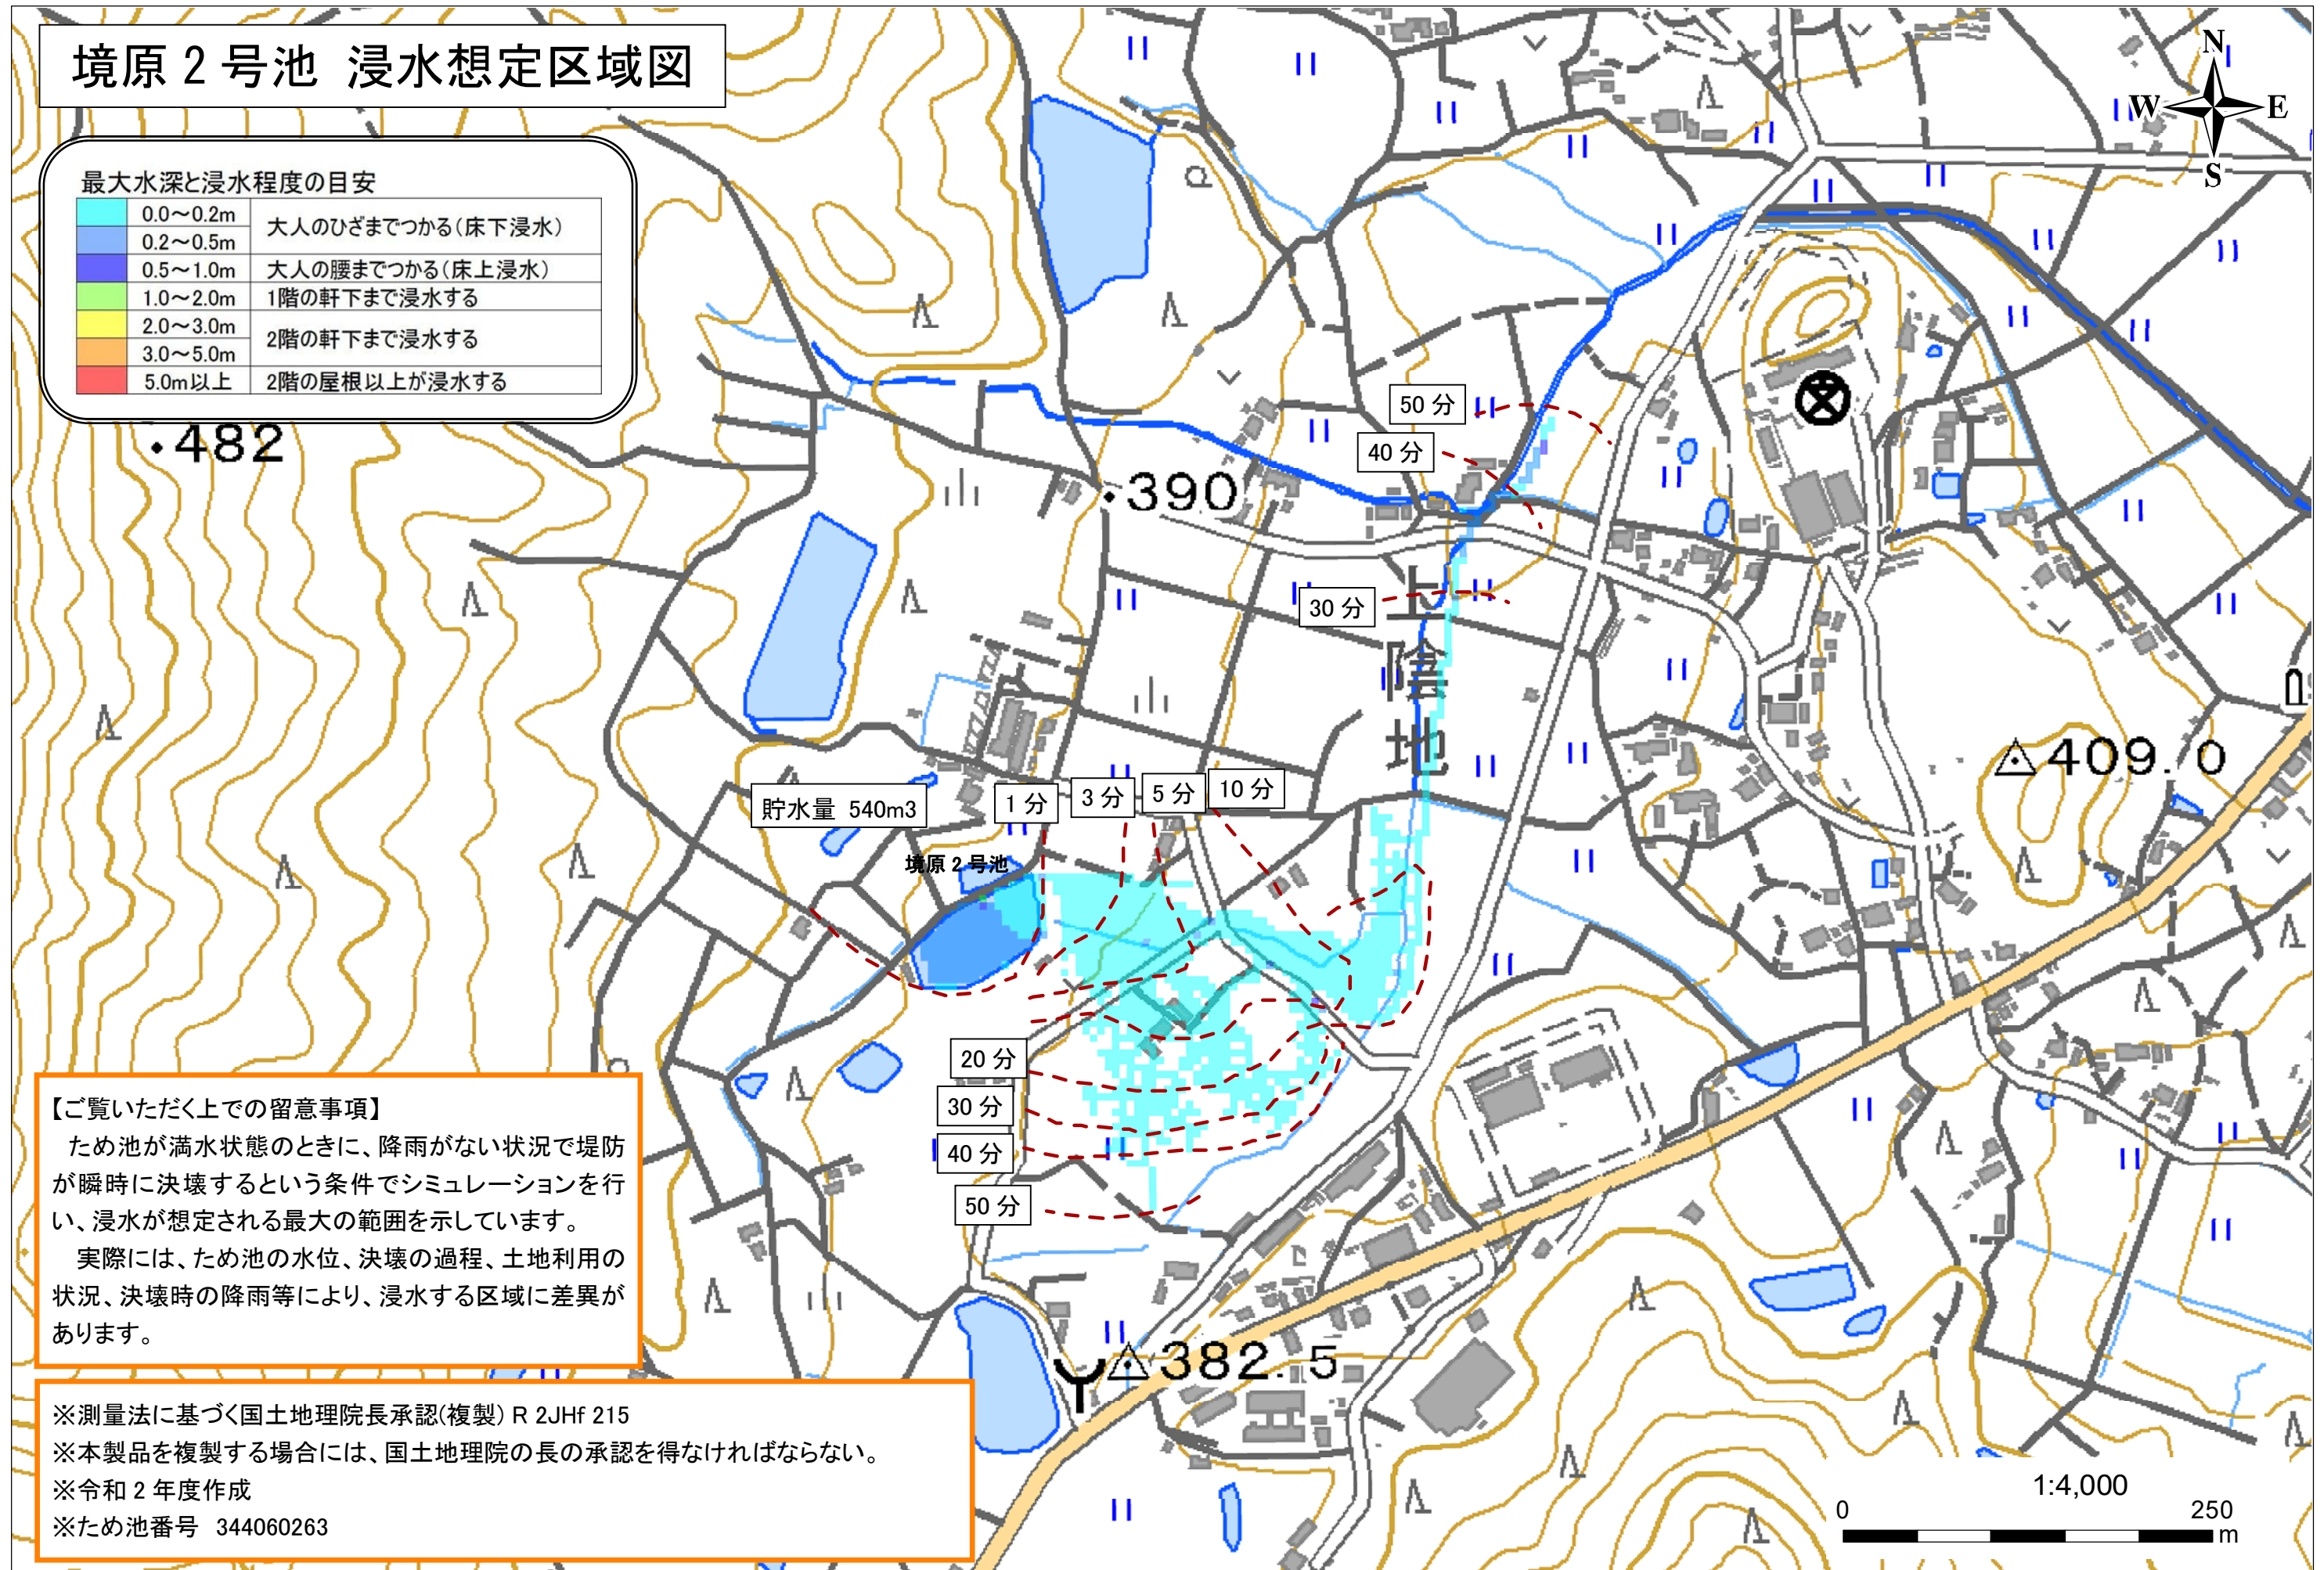 境原２号池 浸水想定区域図
N
W
E
S
最大水深と浸水程度の目安
0.0～0.2m
大人のひざまでつかる（床下浸水）
0.2～0.5m
0.5～1.0m
大人の腰までつかる（床上浸水）
1.0～2.0m
1階の軒下まで浸水する
2.0～3.0m
2階の軒下まで浸水する
3.0～5.0m
5.0m以上
2階の屋根以上が浸水する
482
50 分
40 分
390
30 分
上陰地
409.0
貯水量 540m3
1 分
3 分
5 分
10 分
境原２号池
20 分
30 分
40 分
50 分
382.5
【ご覧いただく上での留意事項】
ため池が満水状態のときに、降雨がない状況で堤防
が瞬時に決壊するという条件でシミュレーションを行
い、浸水が想定される最大の範囲を示しています。
実際には、ため池の水位、決壊の過程、土地利用の
状況、決壊時の降雨等により、浸水する区域に差異が
あります。
※測量法に基づく国土地理院長承認(複製) R 2JHf 215
※本製品を複製する場合には、国土地理院の長の承認を得なければならない。
※令和 2 年度作成
※ため池番号 344060263
1:4,000
0
250
m